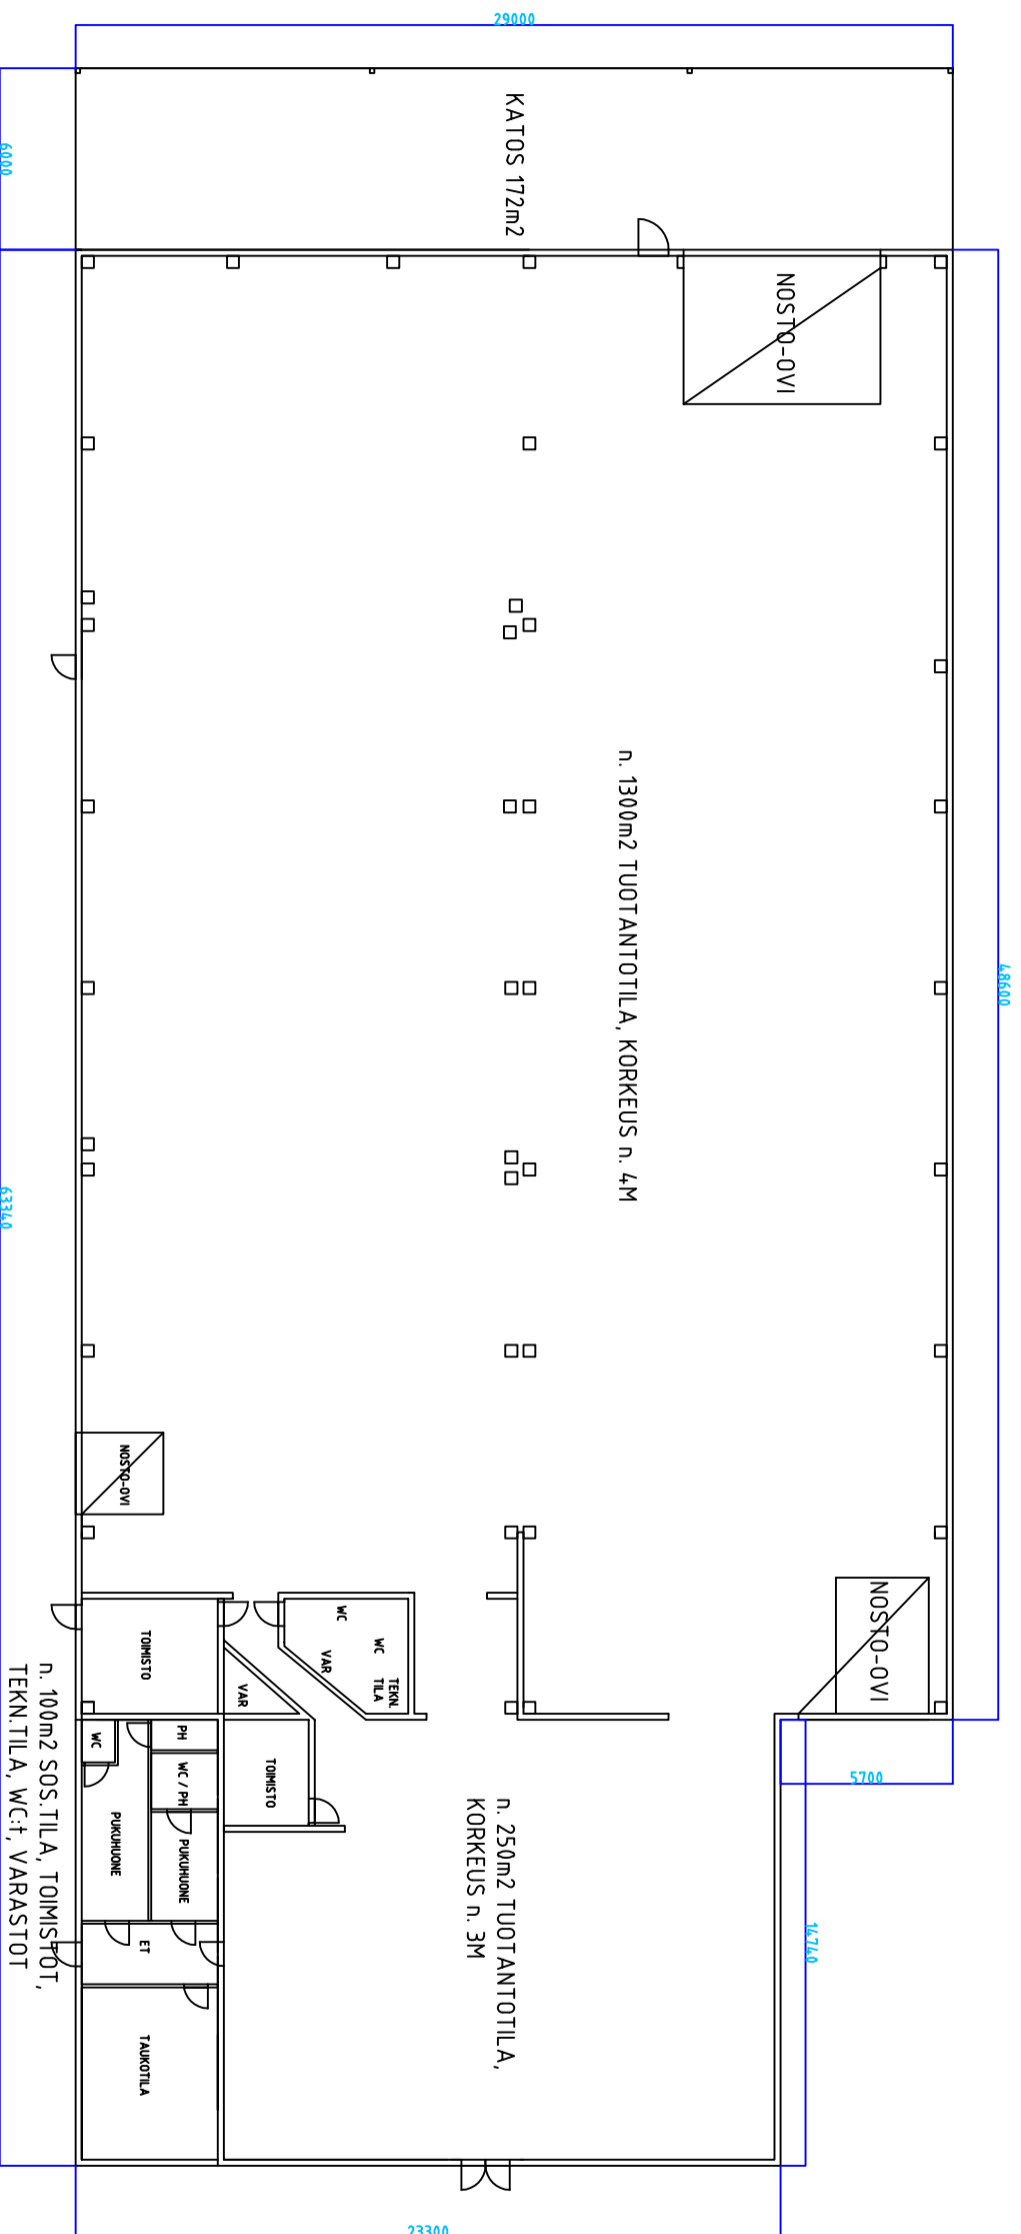 29000
6000
KATOS 172m2
NOSTO-OVI
n. 1300m2 TUOTANTOTILA, KORKEUS n. 4M
48600
63340
NOSTO-OVI
NOSTO-OVI
TOIMISTO
WC
WC
VAR
TEKN.
TILA
VAR
n. 100m2 SOS.TILA, TOIMISTOT,
TEKN.TILA, WC:t, VARASTOT
WC
PH
WC / PH
TOIMISTO
PUKUHUONE
PUKUHUONE
5700
n. 250m2 TUOTANTOTILA,
KORKEUS n. 3M
14740
ET
TAUKOTILA
23300